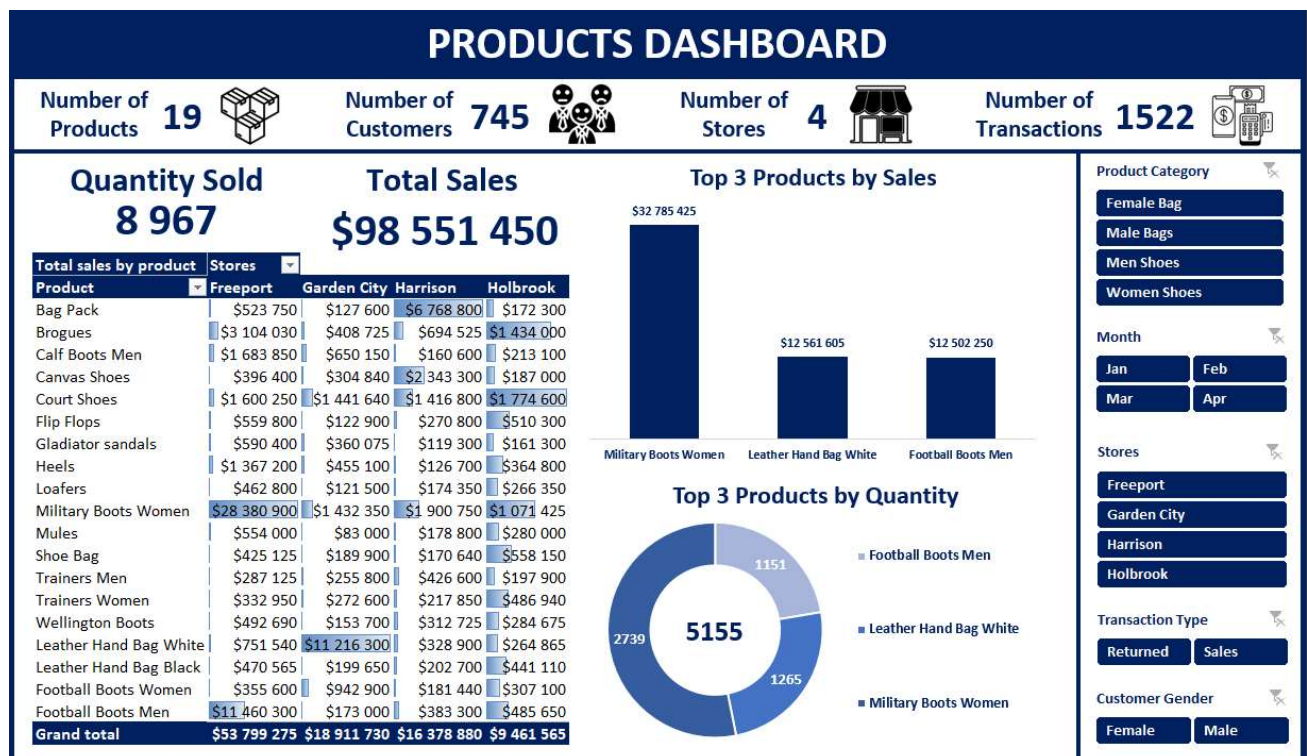 PRODUCTS DASHBOARD
Number of Products 19
Number of Customers 745
Number of Stores 4
Number of Transactions 1522
Quantity Sold
8 967
Total Sales
$98 551 450
Total sales by product Stores
Product Freeport Garden City Harrison Holbrook
Bag Pack $523 750 $127 600 $6 768 800 $172 300
Brogues $3 104 030 $408 725 $694 525 $1 434 000
Calf Boots Men $1 683 850 $650 150 $160 600 $213 100
Canvas Shoes $396 400 $304 840 $2 343 300 $187 000
Court Shoes $1 600 250 $1 441 640 $1 416 800 $1 774 600
Flip Flops $559 800 $122 900 $270 800 $510 300
Gladiator sandals $590 400 $360 075 $119 300 $161 300
Heels $1 367 200 $455 100 $126 700 $364 800
Loafers $462 800 $121 500 $174 350 $266 350
Military Boots Women $28 380 900 $1 432 350 $1 900 750 $1 071 425
Mules $554 000 $83 000 $178 800 $280 000
Shoe Bag $425 125 $189 900 $170 640 $558 150
Trainers Men $287 125 $255 800 $426 600 $197 900
Trainers Women $332 950 $272 600 $217 850 $486 940
Wellington Boots $492 690 $153 700 $312 725 $284 675
Leather Hand Bag White $751 540 $11 216 300 $328 900 $264 865
Leather Hand Bag Black $470 565 $199 650 $202 700 $441 110
Football Boots Women $355 600 $942 900 $181 440 $307 100
Football Boots Men $11 460 300 $173 000 $383 300 $485 650
Grand total $53 799 275 $18 911 730 $16 378 880 $9 461 565
Top 3 Products by Sales
$32 785 425
$12 561 605
$12 502 250
Military Boots Women
Leather Hand Bag White
Football Boots Men
Top 3 Products by Quantity
1151
2739
5155
1265
Football Boots Men
Leather Hand Bag White
Military Boots Women
Product Category
Female Bag
Male Bags
Men Shoes
Women Shoes
Month
Jan Feb
Mar Apr
Stores
Freeport
Garden City
Harrison
Holbrook
Transaction Type
Returned Sales
Customer Gender
Female Male